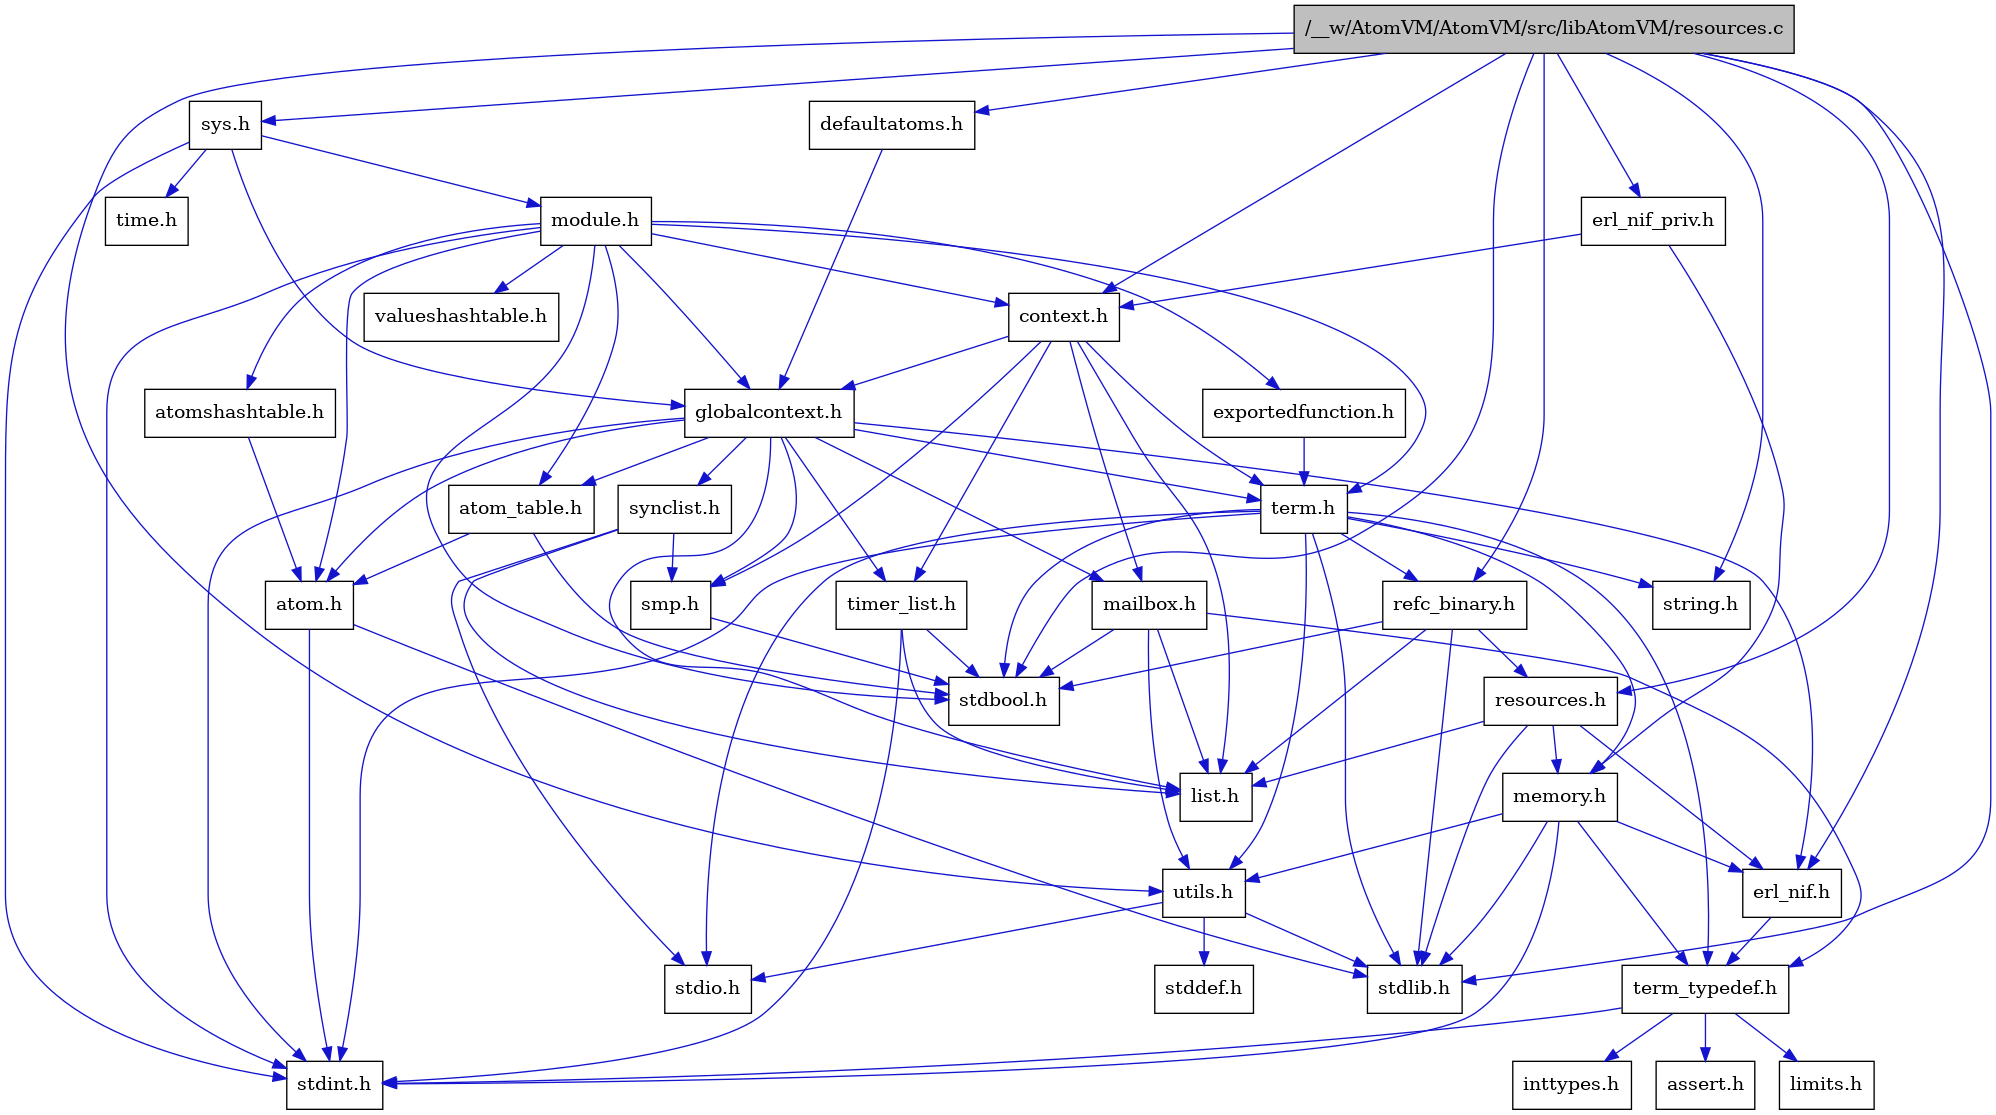 /__w/AtomVM/AtomVM/src/libAtomVM/resources.c
sys.h
defaultatoms.h
time.h
module.h
erl_nif_priv.h
valueshashtable.h
context.h
atomshashtable.h
globalcontext.h
exportedfunction.h
atom_table.h
synclist.h
term.h
atom.h
smp.h
timer_list.h
mailbox.h
refc_binary.h
string.h
stdbool.h
resources.h
list.h
memory.h
utils.h
erl_nif.h
stdio.h
stddef.h
stdlib.h
term_typedef.h
stdint.h
inttypes.h
assert.h
limits.h